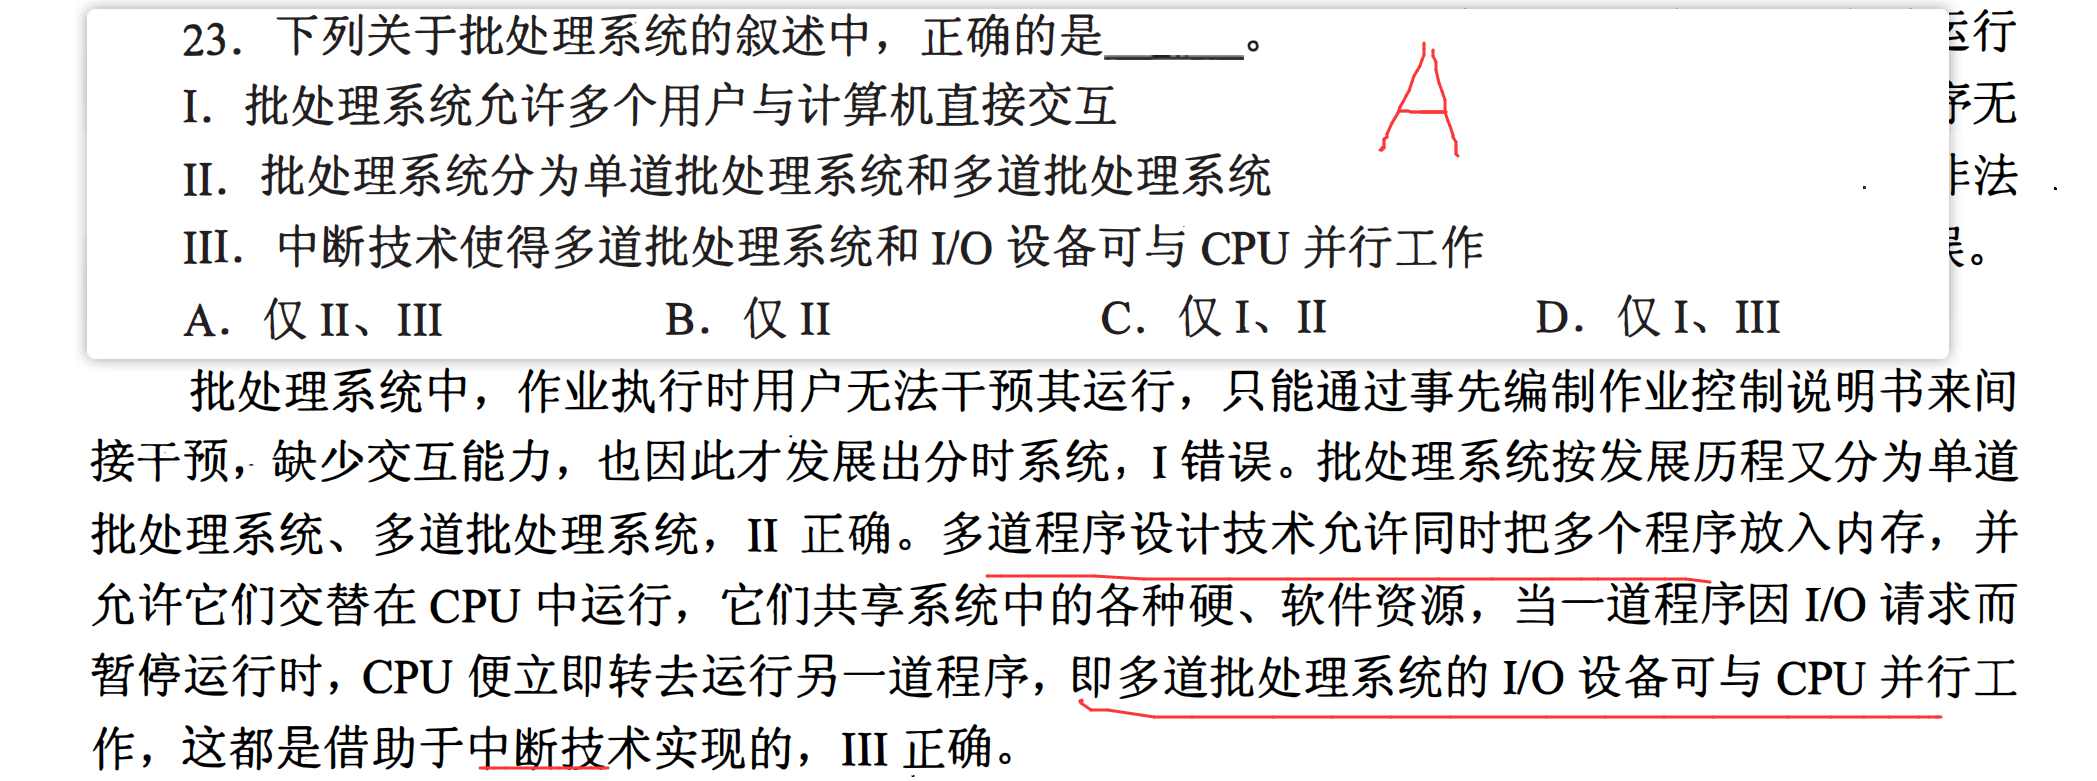 23. 下列关于批处理系统的叙述中，正确的是______。
I. 批处理系统允许多个用户与计算机直接交互
II. 批处理系统分为单道批处理系统和多道批处理系统
III. 中断技术使得多道批处理系统和 I/O 设备可与 CPU 并行工作
A. 仅 II、III B. 仅 II C. 仅 I、II D. 仅 I、III
A
运行
序无
非法
误。
批处理系统中，作业执行时用户无法干预其运行，只能通过事先编制作业控制说明书来间
接干预，缺少交互能力，也因此才发展出分时系统，I 错误。批处理系统按发展历程又分为单道
批处理系统、多道批处理系统，II 正确。多道程序设计技术允许同时把多个程序放入内存，并
允许它们交替在 CPU 中运行，它们共享系统中的各种硬、软件资源，当一道程序因 I/O 请求而
暂停运行时，CPU 便立即转去运行另一道程序，即多道批处理系统的 I/O 设备可与 CPU 并行工
作，这都是借助于中断技术实现的，III 正确。